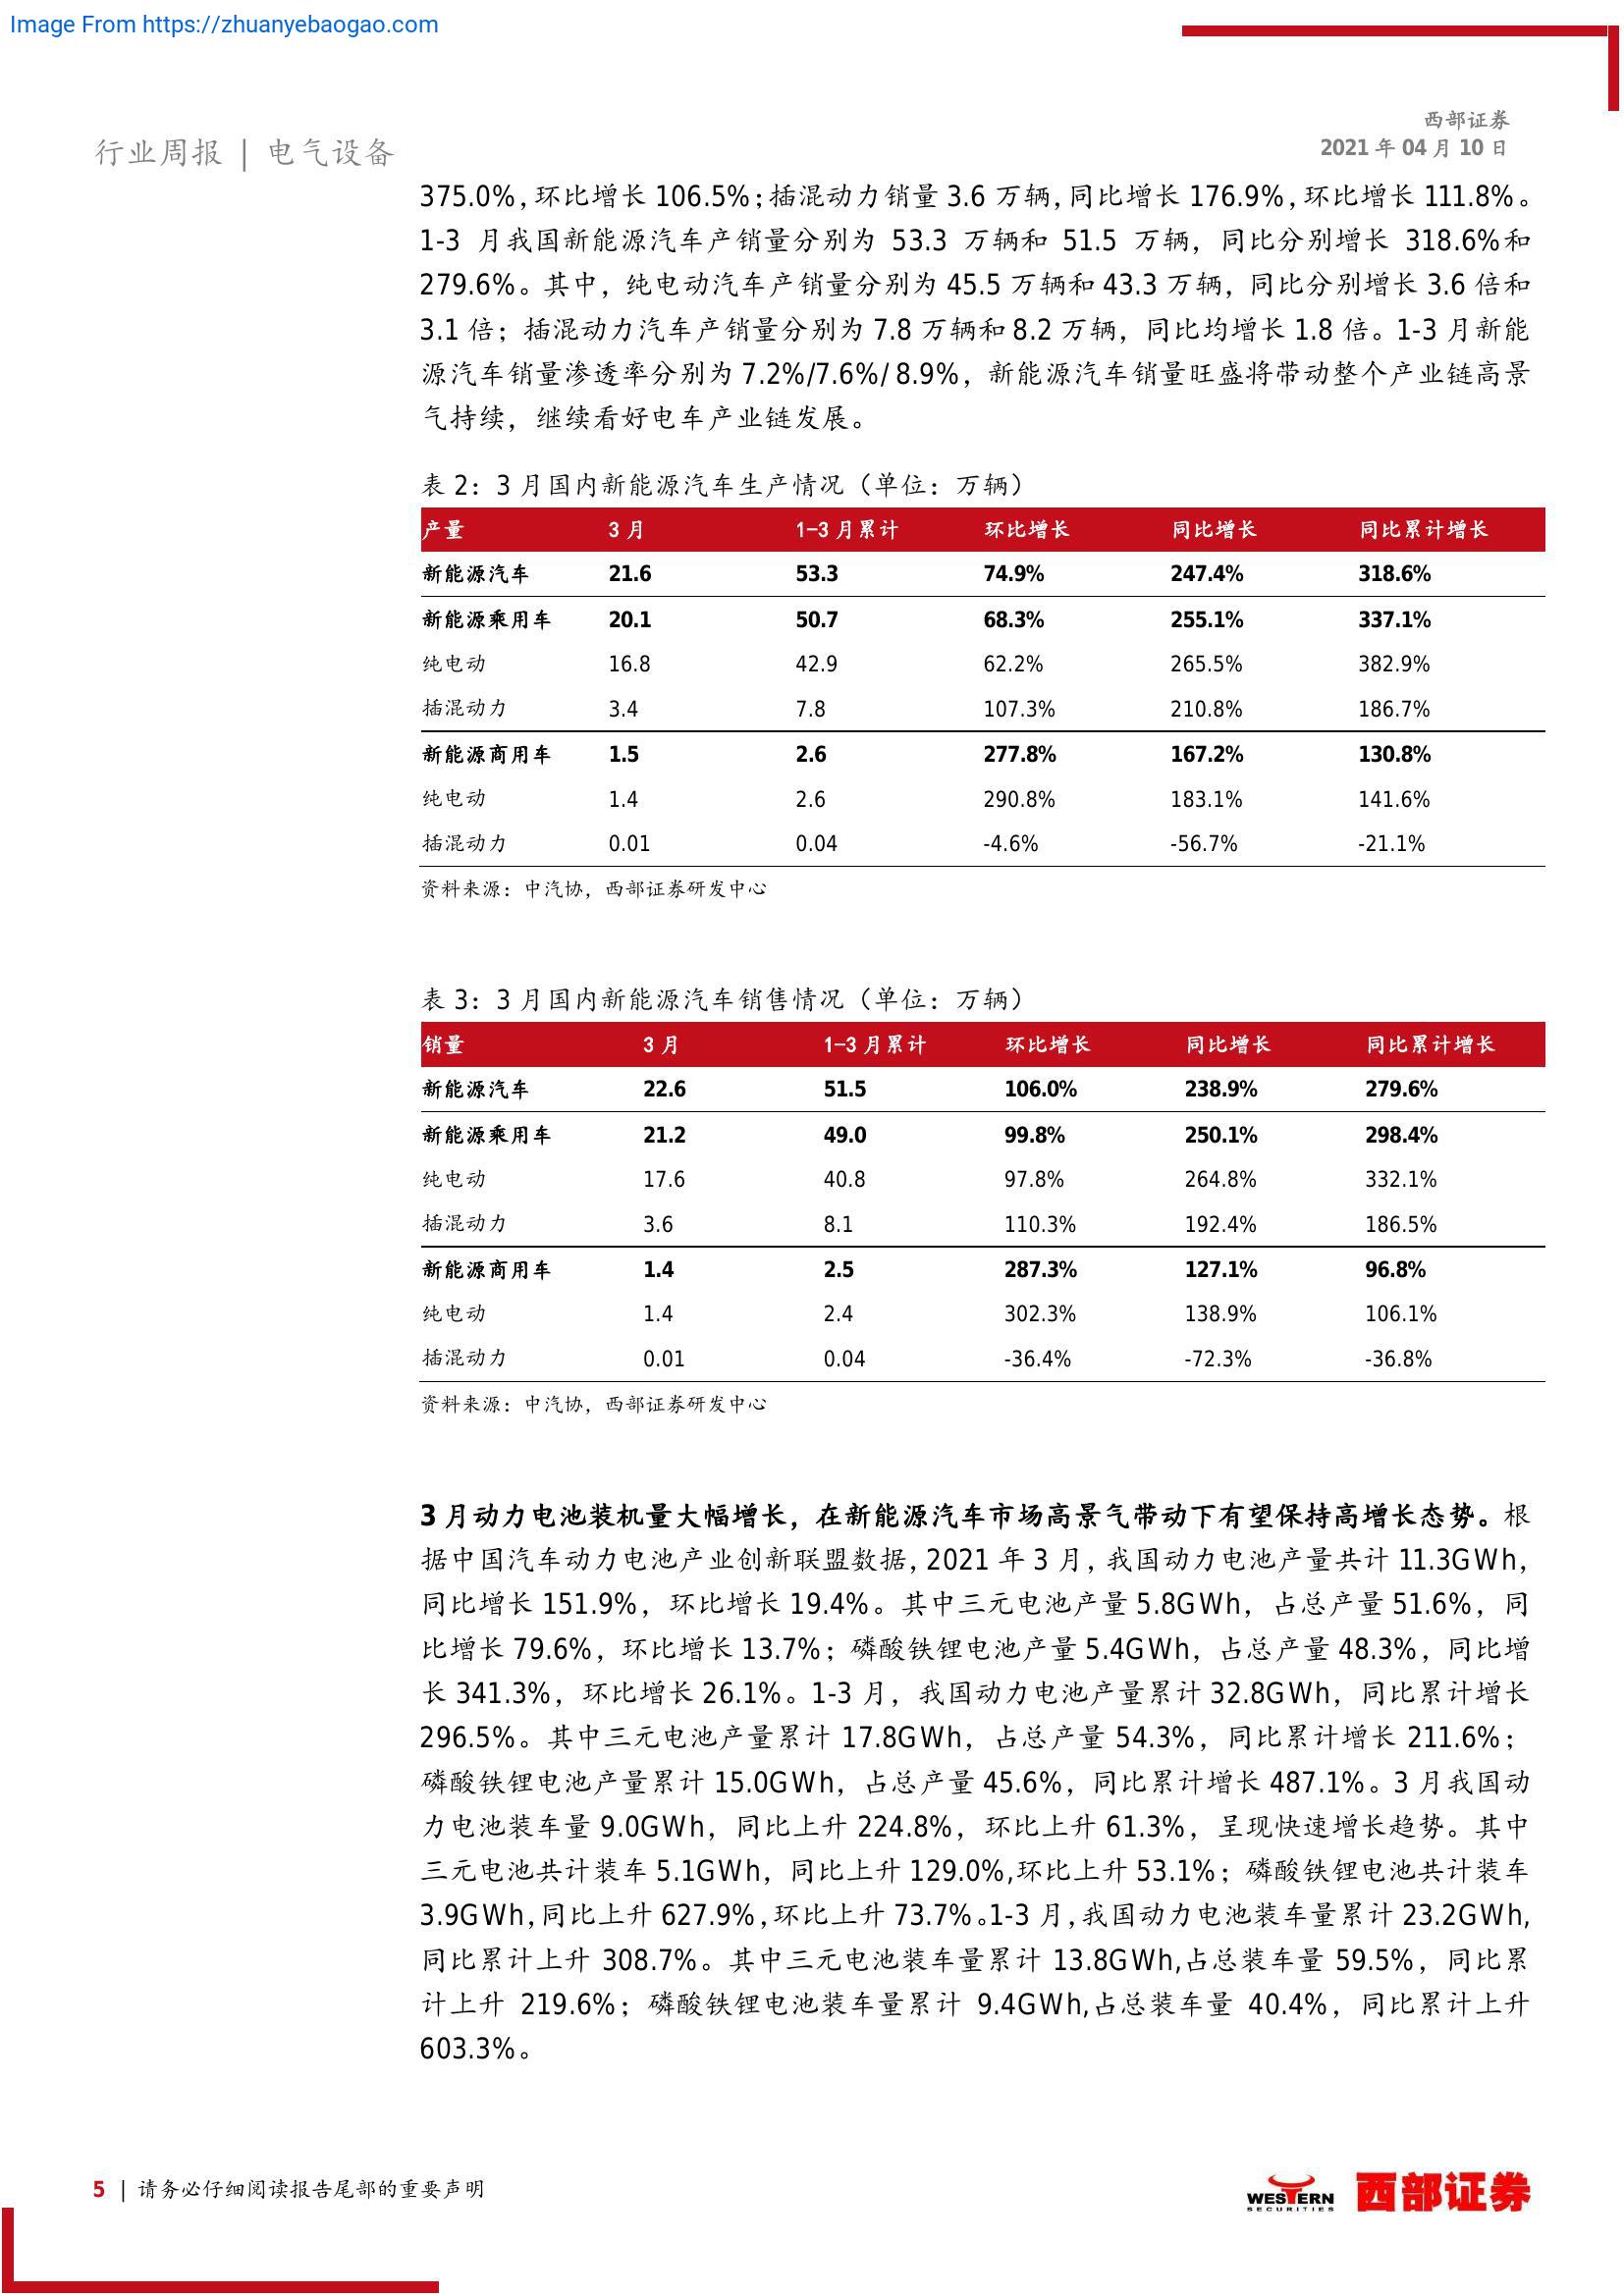 Image From https://zhuanyebaogao.com
西部证券
行业周报 | 电气设备
2021 年 04 月 10 日
375.0%,环比增长 106.5%;插混动力销量 3.6 万辆,同比增长 176.9%,环比增长 111.8%。
1-3 月我国新能源汽车产销量分别为 53.3 万辆和 51.5 万辆，同比分别增长 318.6%和
279.6%。其中，纯电动汽车产销量分别为 45.5 万辆和 43.3 万辆，同比分别增长 3.6 倍和
3.1 倍；插混动力汽车产销量分别为 7.8 万辆和 8.2 万辆，同比均增长 1.8 倍。1-3 月新能
源汽车销量渗透率分别为 7.2%/7.6%/ 8.9%，新能源汽车销量旺盛将带动整个产业链高景
气持续，继续看好电车产业链发展。
表 2：3 月国内新能源汽车生产情况（单位：万辆）
产量 3 月 1-3 月累计 环比增长 同比增长 同比累计增长
新能源汽车 21.6 53.3 74.9% 247.4% 318.6%
新能源乘用车 20.1 50.7 68.3% 255.1% 337.1%
纯电动 16.8 42.9 62.2% 265.5% 382.9%
插混动力 3.4 7.8 107.3% 210.8% 186.7%
新能源商用车 1.5 2.6 277.8% 167.2% 130.8%
纯电动 1.4 2.6 290.8% 183.1% 141.6%
插混动力 0.01 0.04 -4.6% -56.7% -21.1%
资料来源：中汽协，西部证券研发中心
表 3：3 月国内新能源汽车销售情况（单位：万辆）
销量 3 月 1-3 月累计 环比增长 同比增长 同比累计增长
新能源汽车 22.6 51.5 106.0% 238.9% 279.6%
新能源乘用车 21.2 49.0 99.8% 250.1% 298.4%
纯电动 17.6 40.8 97.8% 264.8% 332.1%
插混动力 3.6 8.1 110.3% 192.4% 186.5%
新能源商用车 1.4 2.5 287.3% 127.1% 96.8%
纯电动 1.4 2.4 302.3% 138.9% 106.1%
插混动力 0.01 0.04 -36.4% -72.3% -36.8%
资料来源：中汽协，西部证券研发中心
3 月动力电池装机量大幅增长，在新能源汽车市场高景气带动下有望保持高增长态势。根
据中国汽车动力电池产业创新联盟数据,2021 年 3 月,我国动力电池产量共计 11.3GWh,
同比增长 151.9%，环比增长 19.4%。其中三元电池产量 5.8GWh，占总产量 51.6%，同
比增长 79.6%，环比增长 13.7%；磷酸铁锂电池产量 5.4GWh，占总产量 48.3%，同比增
长 341.3%，环比增长 26.1%。1-3 月，我国动力电池产量累计 32.8GWh，同比累计增长
296.5%。其中三元电池产量累计 17.8GWh，占总产量 54.3%，同比累计增长 211.6%；
磷酸铁锂电池产量累计 15.0GWh，占总产量 45.6%，同比累计增长 487.1%。3 月我国动
力电池装车量 9.0GWh，同比上升 224.8%，环比上升 61.3%，呈现快速增长趋势。其中
三元电池共计装车 5.1GWh，同比上升 129.0%,环比上升 53.1%；磷酸铁锂电池共计装车
3.9GWh,同比上升 627.9%,环比上升 73.7%。1-3 月,我国动力电池装车量累计 23.2GWh,
同比累计上升 308.7%。其中三元电池装车量累计 13.8GWh,占总装车量 59.5%，同比累
计上升 219.6%；磷酸铁锂电池装车量累计 9.4GWh,占总装车量 40.4%，同比累计上升
603.3%。
5 | 请务必仔细阅读报告尾部的重要声明
WESTERN
SECURITIES
西部证券